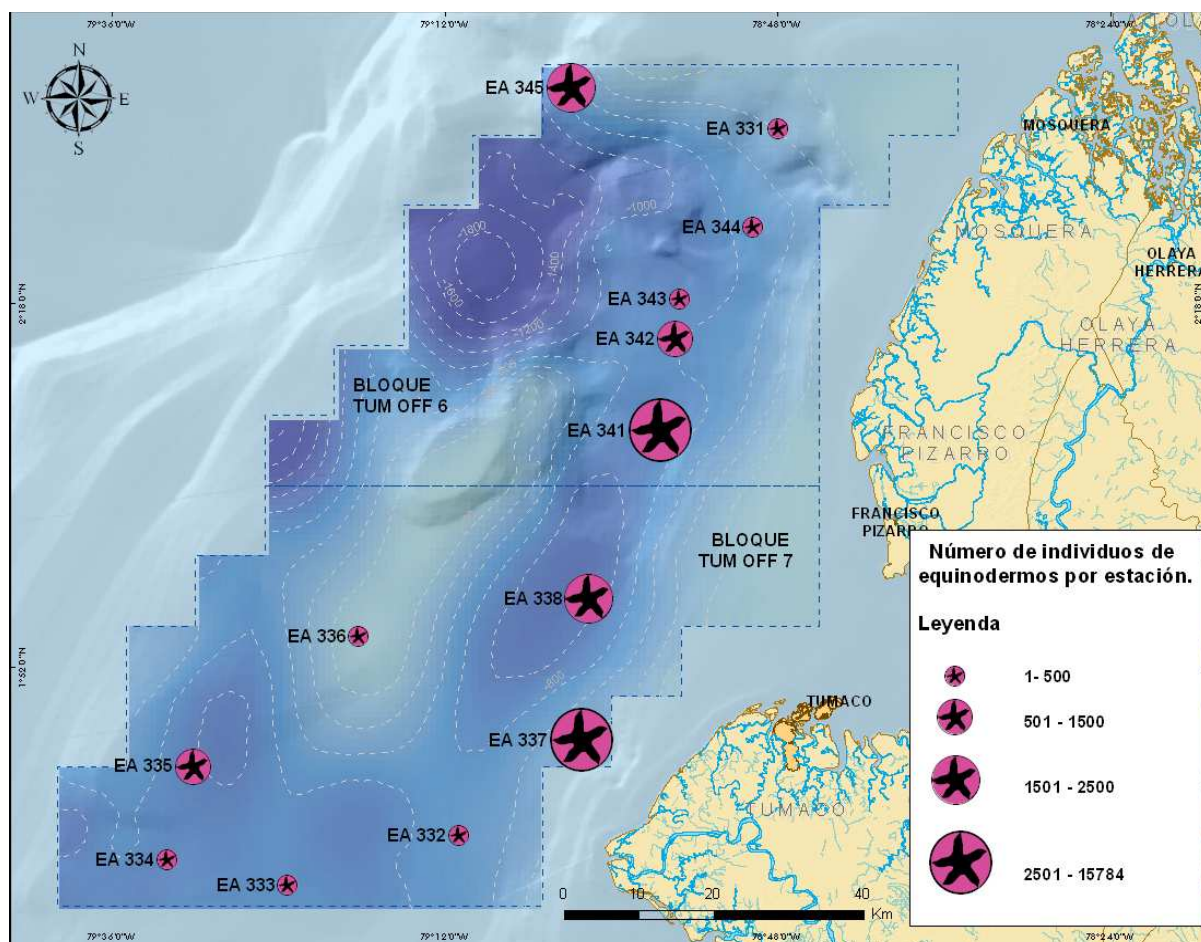 79°36'0"W
79°12'0"W
78°48'0"W
78°24'0"W
N
W
E
S
EA 345
EA 331
MOSQUERA
-1000
EA 344
MOSQUERA
-1800
1400
OLAYA
HERRERA
EA 343
-1600
2°18'0"N
2°18'0"N
-1200
EA 342
OLAYA
HERRERA
BLOQUE
TUM OFF 6
EA 341
FRANCISCO
PIZARRO
FRANCISCO
PIZARRO
BLOQUE
TUM OFF 7
EA 338
EA 336
1°52'0"N
-800
TUMACO
EA 337
EA 335
TUMACO
EA 332
EA 334
EA 333
0 10 20 40
Km
Número de individuos de
equinodermos por estación.
Leyenda
1- 500
501 - 1500
1501 - 2500
2501 - 15784
79°36'0"W
79°12'0"W
78°48'0"W
78°24'0"W